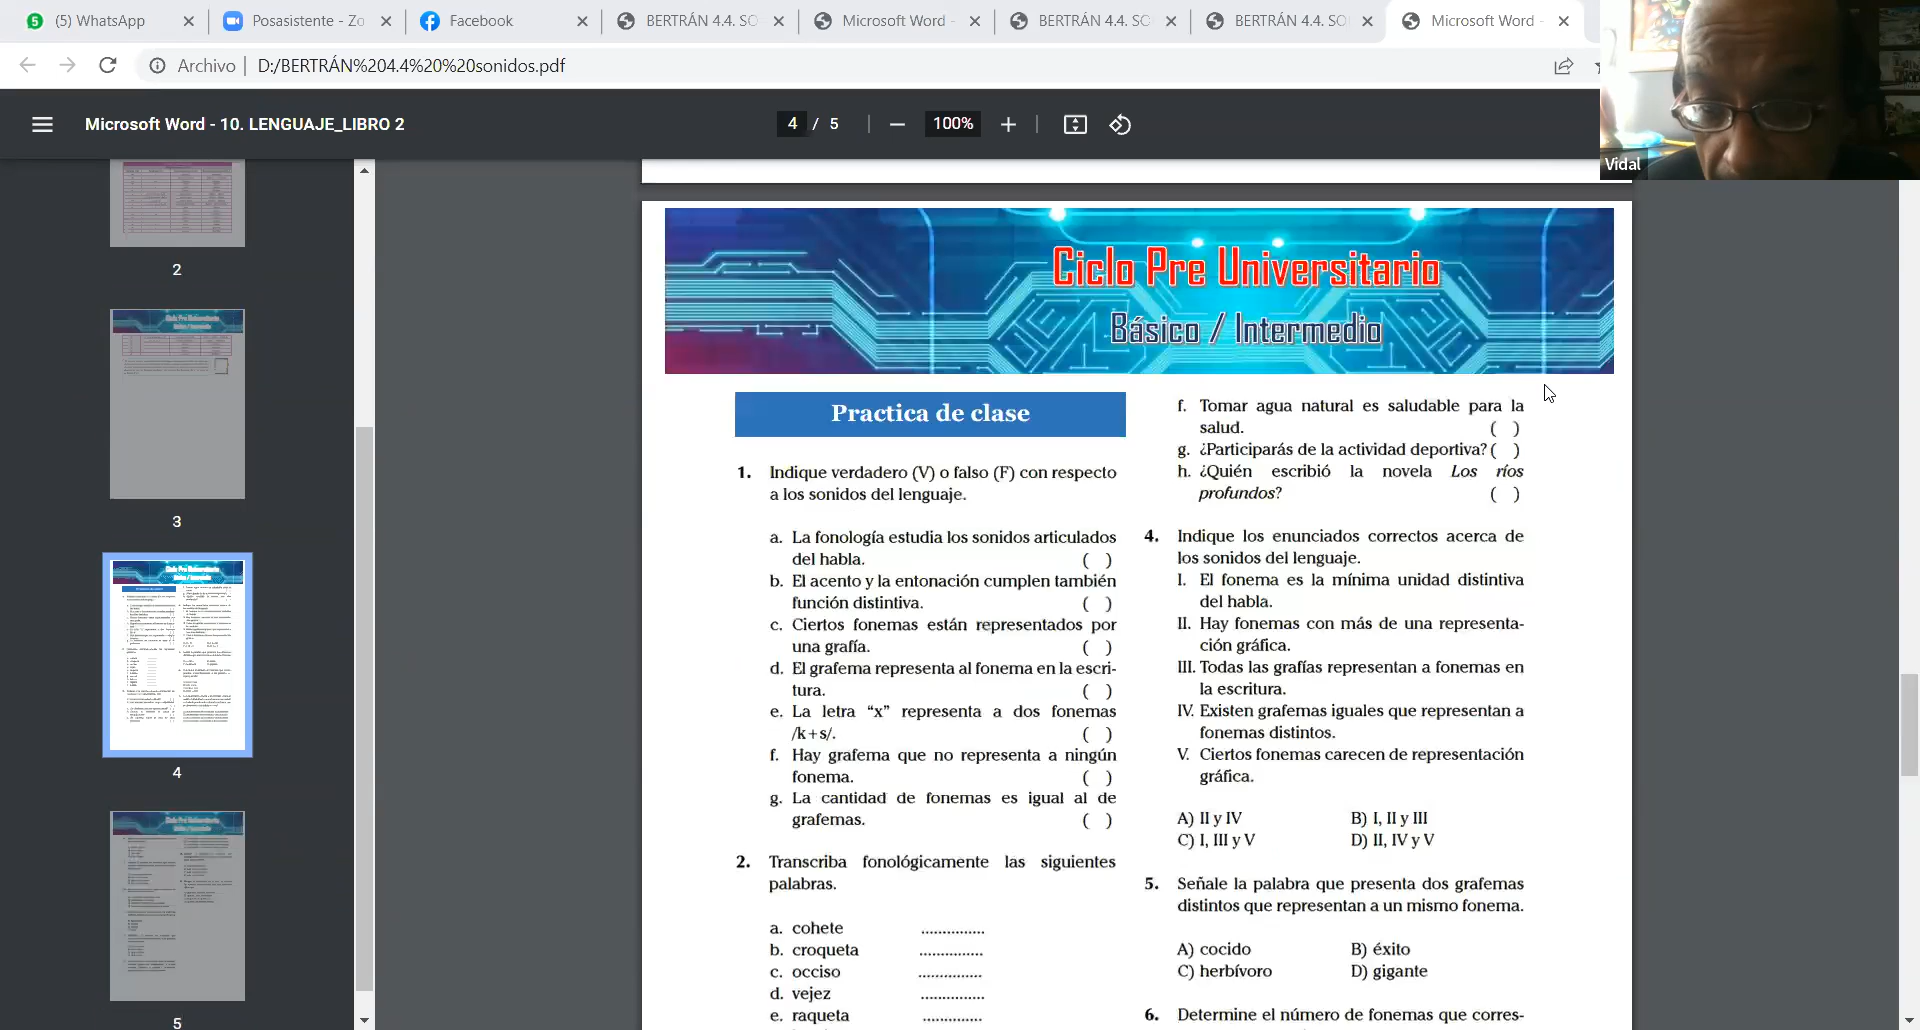 (5) WhatsApp
Posasistente - Zo
Facebook
BERTRÁN 4.4. SO
Microsoft Word -
BERTRÁN 4.4. SO
BERTRÁN 4.4. SO
Microsoft Word -
Archivo | D:/BERTRÁN%204.4%20%20sonidos.pdf
Microsoft Word - 10. LENGUAJE_LIBRO 2
4 / 5
100%
Vidal
2
3
4
5
Ciclo Pre Universitario
Básico / Intermedio
Practica de clase
1. Indique verdadero (V) o falso (F) con respecto
a los sonidos del lenguaje.
a. La fonología estudia los sonidos articulados
del habla. ( )
b. El acento y la entonación cumplen también
función distintiva. ( )
c. Ciertos fonemas están representados por
una grafía. ( )
d. El grafema representa al fonema en la escri-
tura. ( )
e. La letra “x” representa a dos fonemas
/k+s/. ( )
f. Hay grafema que no representa a ningún
fonema. ( )
g. La cantidad de fonemas es igual al de
grafemas. ( )
2. Transcriba fonológicamente las siguientes
palabras.
a. cohete ...............
b. croqueta ...............
c. occiso ...............
d. vejez ...............
e. raqueta ..............
f. Tomar agua natural es saludable para la
salud. ( )
g. ¿Participarás de la actividad deportiva? ( )
h. ¿Quién escribió la novela Los ríos
profundos? ( )
4. Indique los enunciados correctos acerca de
los sonidos del lenguaje.
I. El fonema es la mínima unidad distintiva
del habla.
II. Hay fonemas con más de una representa-
ción gráfica.
III. Todas las grafías representan a fonemas en
la escritura.
IV. Existen grafemas iguales que representan a
fonemas distintos.
V. Ciertos fonemas carecen de representación
gráfica.
A) II y IV B) I, II y III
C) I, III y V D) II, IV y V
5. Señale la palabra que presenta dos grafemas
distintos que representan a un mismo fonema.
A) cocido B) éxito
C) herbívoro D) gigante
6. Determine el número de fonemas que corres-